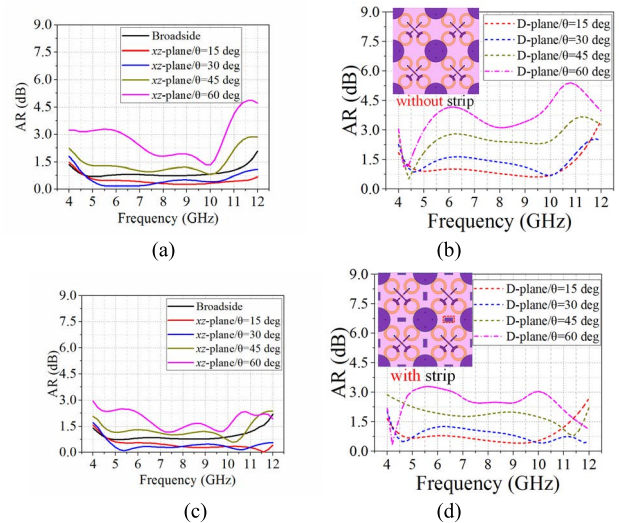 9.0
7.5
6.0
4.5
3.0
1.5
0.0
AR (dB)
Broadside
xz-plane/θ=15 deg
xz-plane/θ=30 deg
xz-plane/θ=45 deg
xz-plane/θ=60 deg
4 5 6 7 8 9 10 11 12
Frequency (GHz)
(a)
9.0
7.5
6.0
4.5
3.0
1.5
0.0
AR (dB)
without strip
D-plane/θ=15 deg
D-plane/θ=30 deg
D-plane/θ=45 deg
D-plane/θ=60 deg
4 5 6 7 8 9 10 11 12
Frequency (GHz)
(b)
9.0
7.5
6.0
4.5
3.0
1.5
0.0
AR (dB)
Broadside
xz-plane/θ=15 deg
xz-plane/θ=30 deg
xz-plane/θ=45 deg
xz-plane/θ=60 deg
4 5 6 7 8 9 10 11 12
Frequency (GHz)
(c)
9.0
7.5
6.0
4.5
3.0
1.5
0.0
AR (dB)
with strip
D-plane/θ=15 deg
D-plane/θ=30 deg
D-plane/θ=45 deg
D-plane/θ=60 deg
4 5 6 7 8 9 10 11 12
Frequency (GHz)
(d)